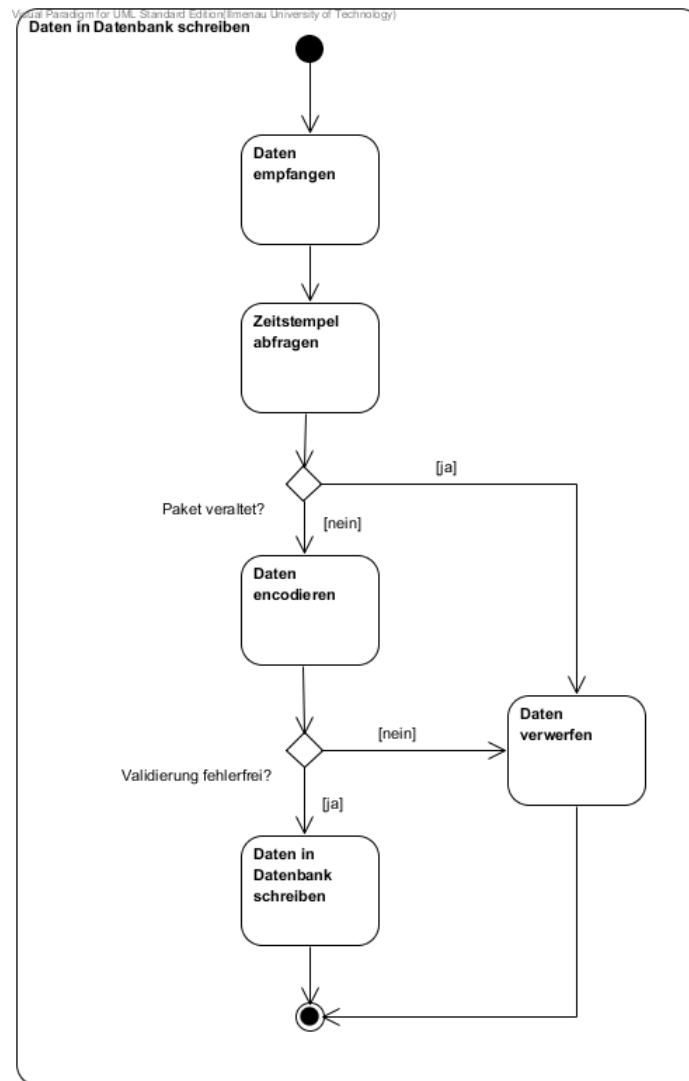 Visual Paradigm for UML Standard Edition(Ilmenau University of Technology)
Daten in Datenbank schreiben
Daten
empfangen
Zeitstempel
abfragen
[ja]
Paket veraltet?
[nein]
Daten
encodieren
Daten
verwerfen
[nein]
Validierung fehlerfrei?
[ja]
Daten in
Datenbank
schreiben